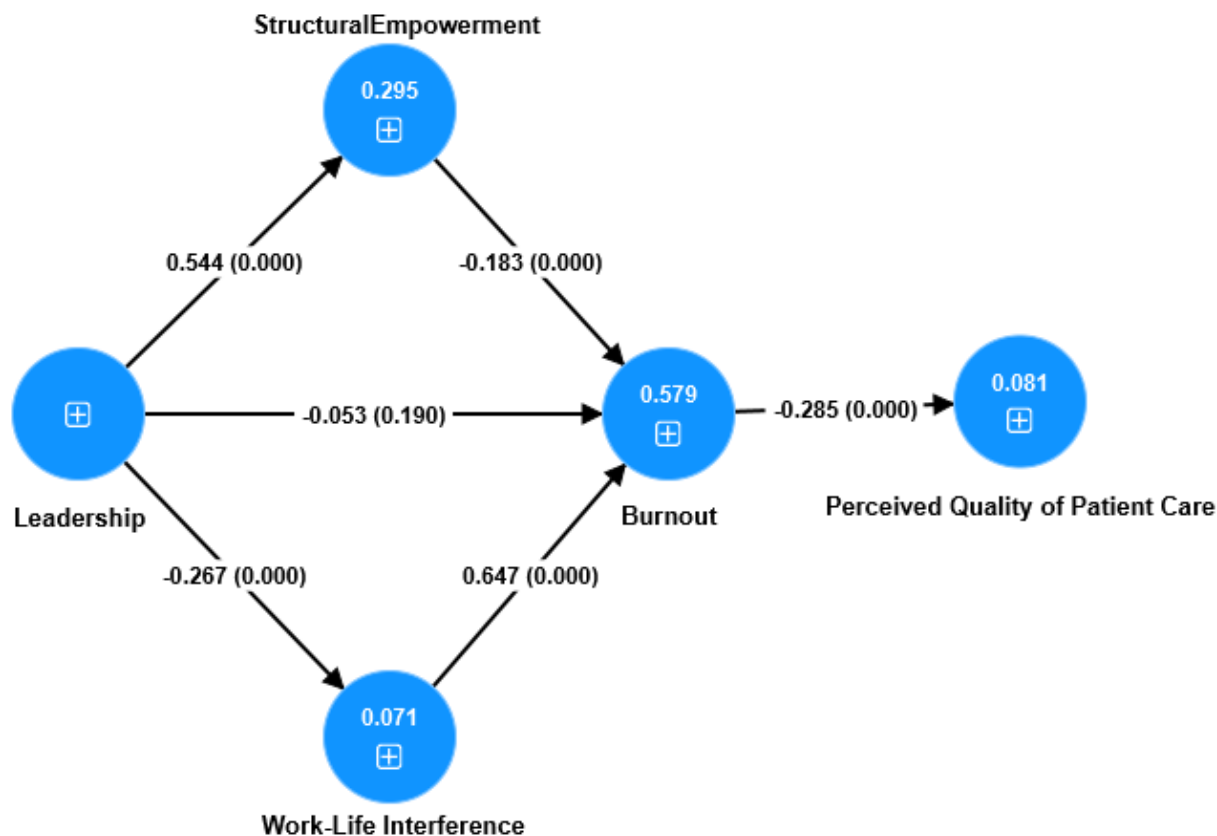 StructuralEmpowerment
0.295
0.544 (0.000)
-0.183 (0.000)
Leadership
-0.053 (0.190)
0.579
Burnout
-0.285 (0.000)
0.081
Perceived Quality of Patient Care
-0.267 (0.000)
0.647 (0.000)
0.071
Work-Life Interference